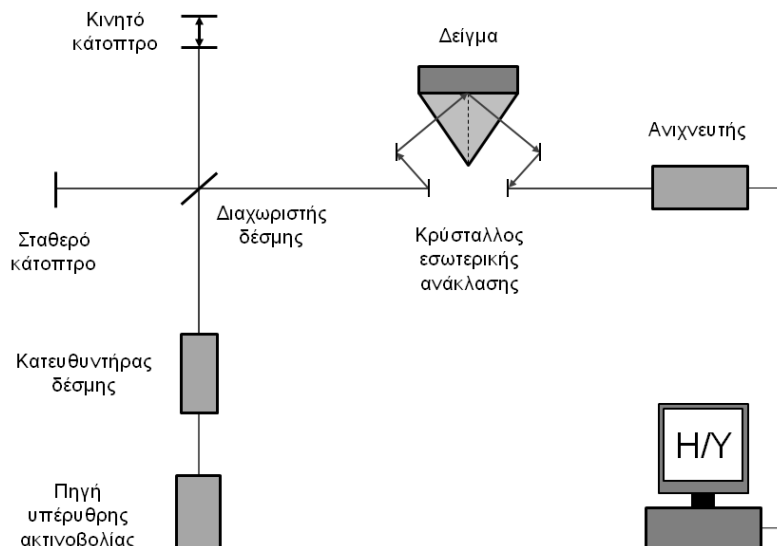 Κινητό
κάτοπτρο
Δείγμα
Ανιχνευτής
Διαχωριστής
δέσμης
Σταθερό
κάτοπτρο
Κρύσταλλος
εσωτερικής
ανάκλασης
Κατευθυντήρας
δέσμης
Η/Υ
Πηγή
υπέρυθρης
ακτινοβολίας